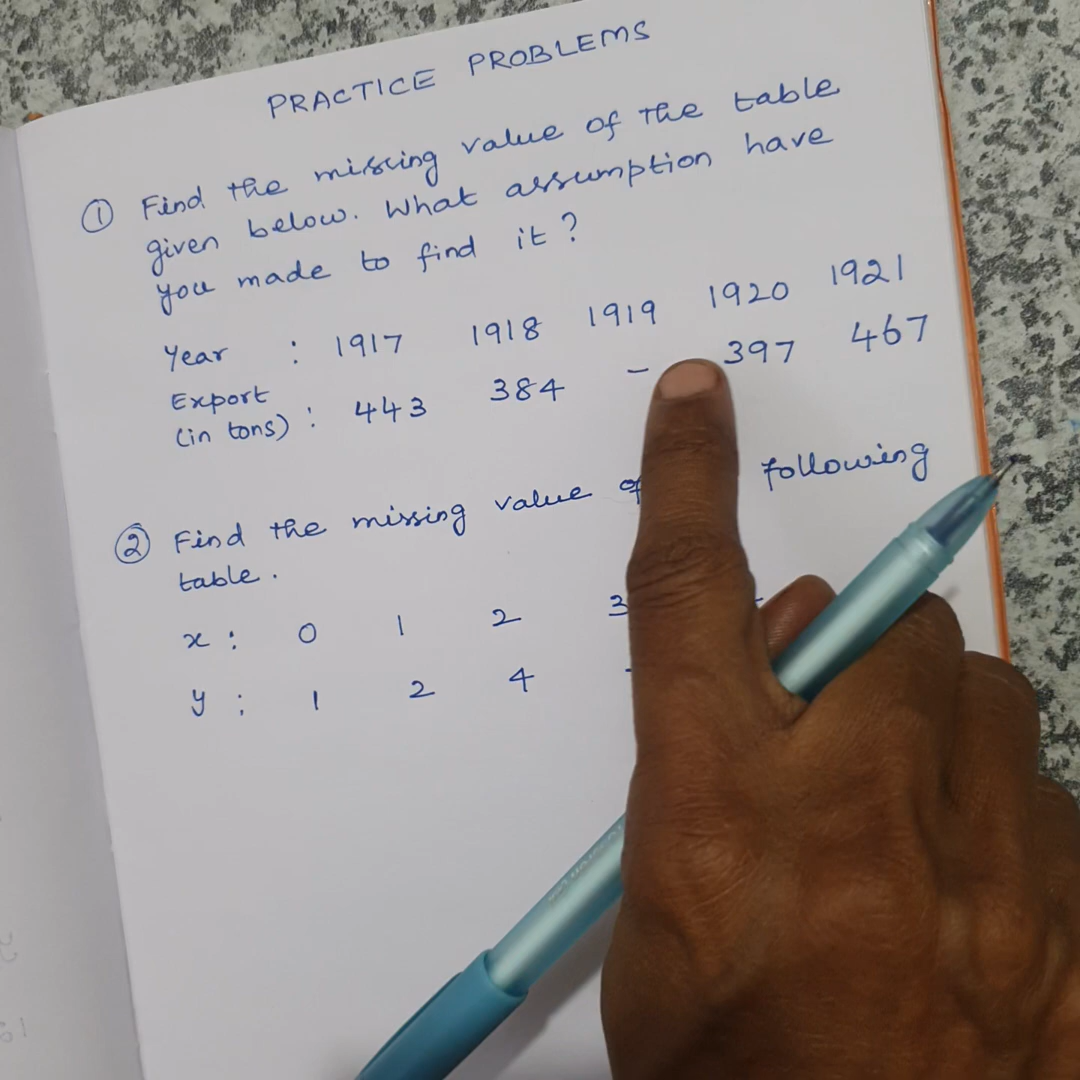 PRACTICE PROBLEMS
① Find the missing value of the table
given below. What assumption have
you made to find it?
Year : 1917 1918 1919 1920 1921
Export
(in tons) : 443 384 - 397 467
② Find the missing value of following
table.
x : 0 1 2 3
y : 1 2 4